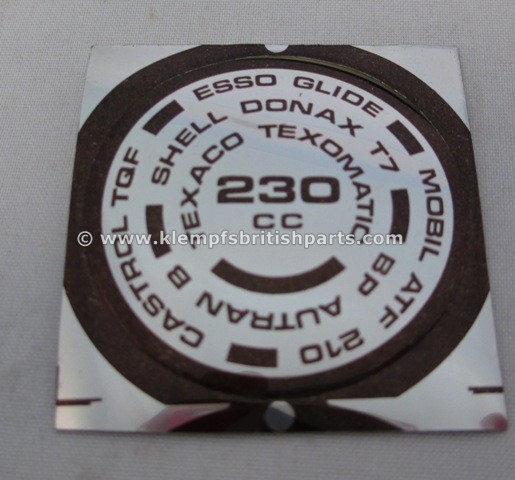 ESSO GLIDE
MOBIL ATF 210
CASTROL TQF
SHELL DONAX T7
BP AUTRAN B
TEXACO TEXOMATIC
230
CC
© www.klempfsbritishparts.com.